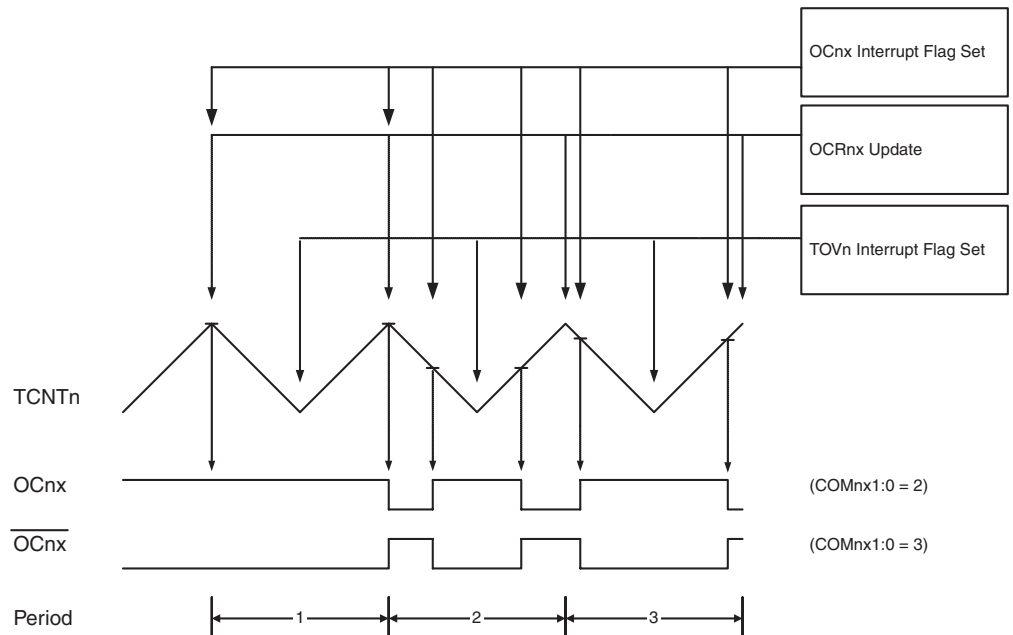 OCnx Interrupt Flag Set
OCRnx Update
TOVn Interrupt Flag Set
TCNTn
OCnx
(COMnx1:0 = 2)
OCnx
(COMnx1:0 = 3)
Period
1
2
3